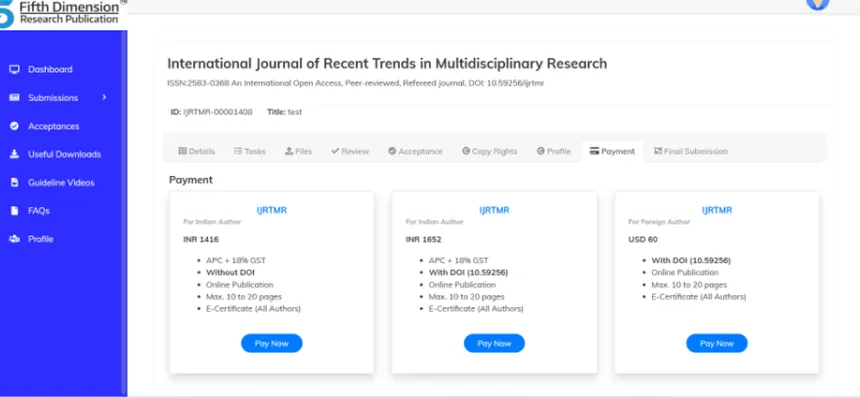 Fifth Dimension
Research Publication
Dashboard
Submissions
Acceptances
Useful Downloads
Guideline Videos
FAQs
Profile
International Journal of Recent Trends in Multidisciplinary Research
ISSN:2583-0368 An International Open Access, Peer-reviewed, Refereed Journal, DOI: 10.59256/ijrtmr
ID: IJRTMR-00001408 Title: test
Details Tasks Files Review Acceptance Copy Rights Profile Payment Final Submission
Payment
IJRTMR
For Indian Author
INR 1416
APC + 18% GST
Without DOI
Online Publication
Max. 10 to 20 pages
E-Certificate (All Authors)
Pay Now
IJRTMR
For Indian Author
INR 1652
APC + 18% GST
With DOI (10.59256)
Online Publication
Max. 10 to 20 pages
E-Certificate (All Authors)
Pay Now
IJRTMR
For Foreign Author
USD 60
With DOI (10.59256)
Online Publication
Max. 10 to 20 pages
E-Certificate (All Authors)
Pay Now